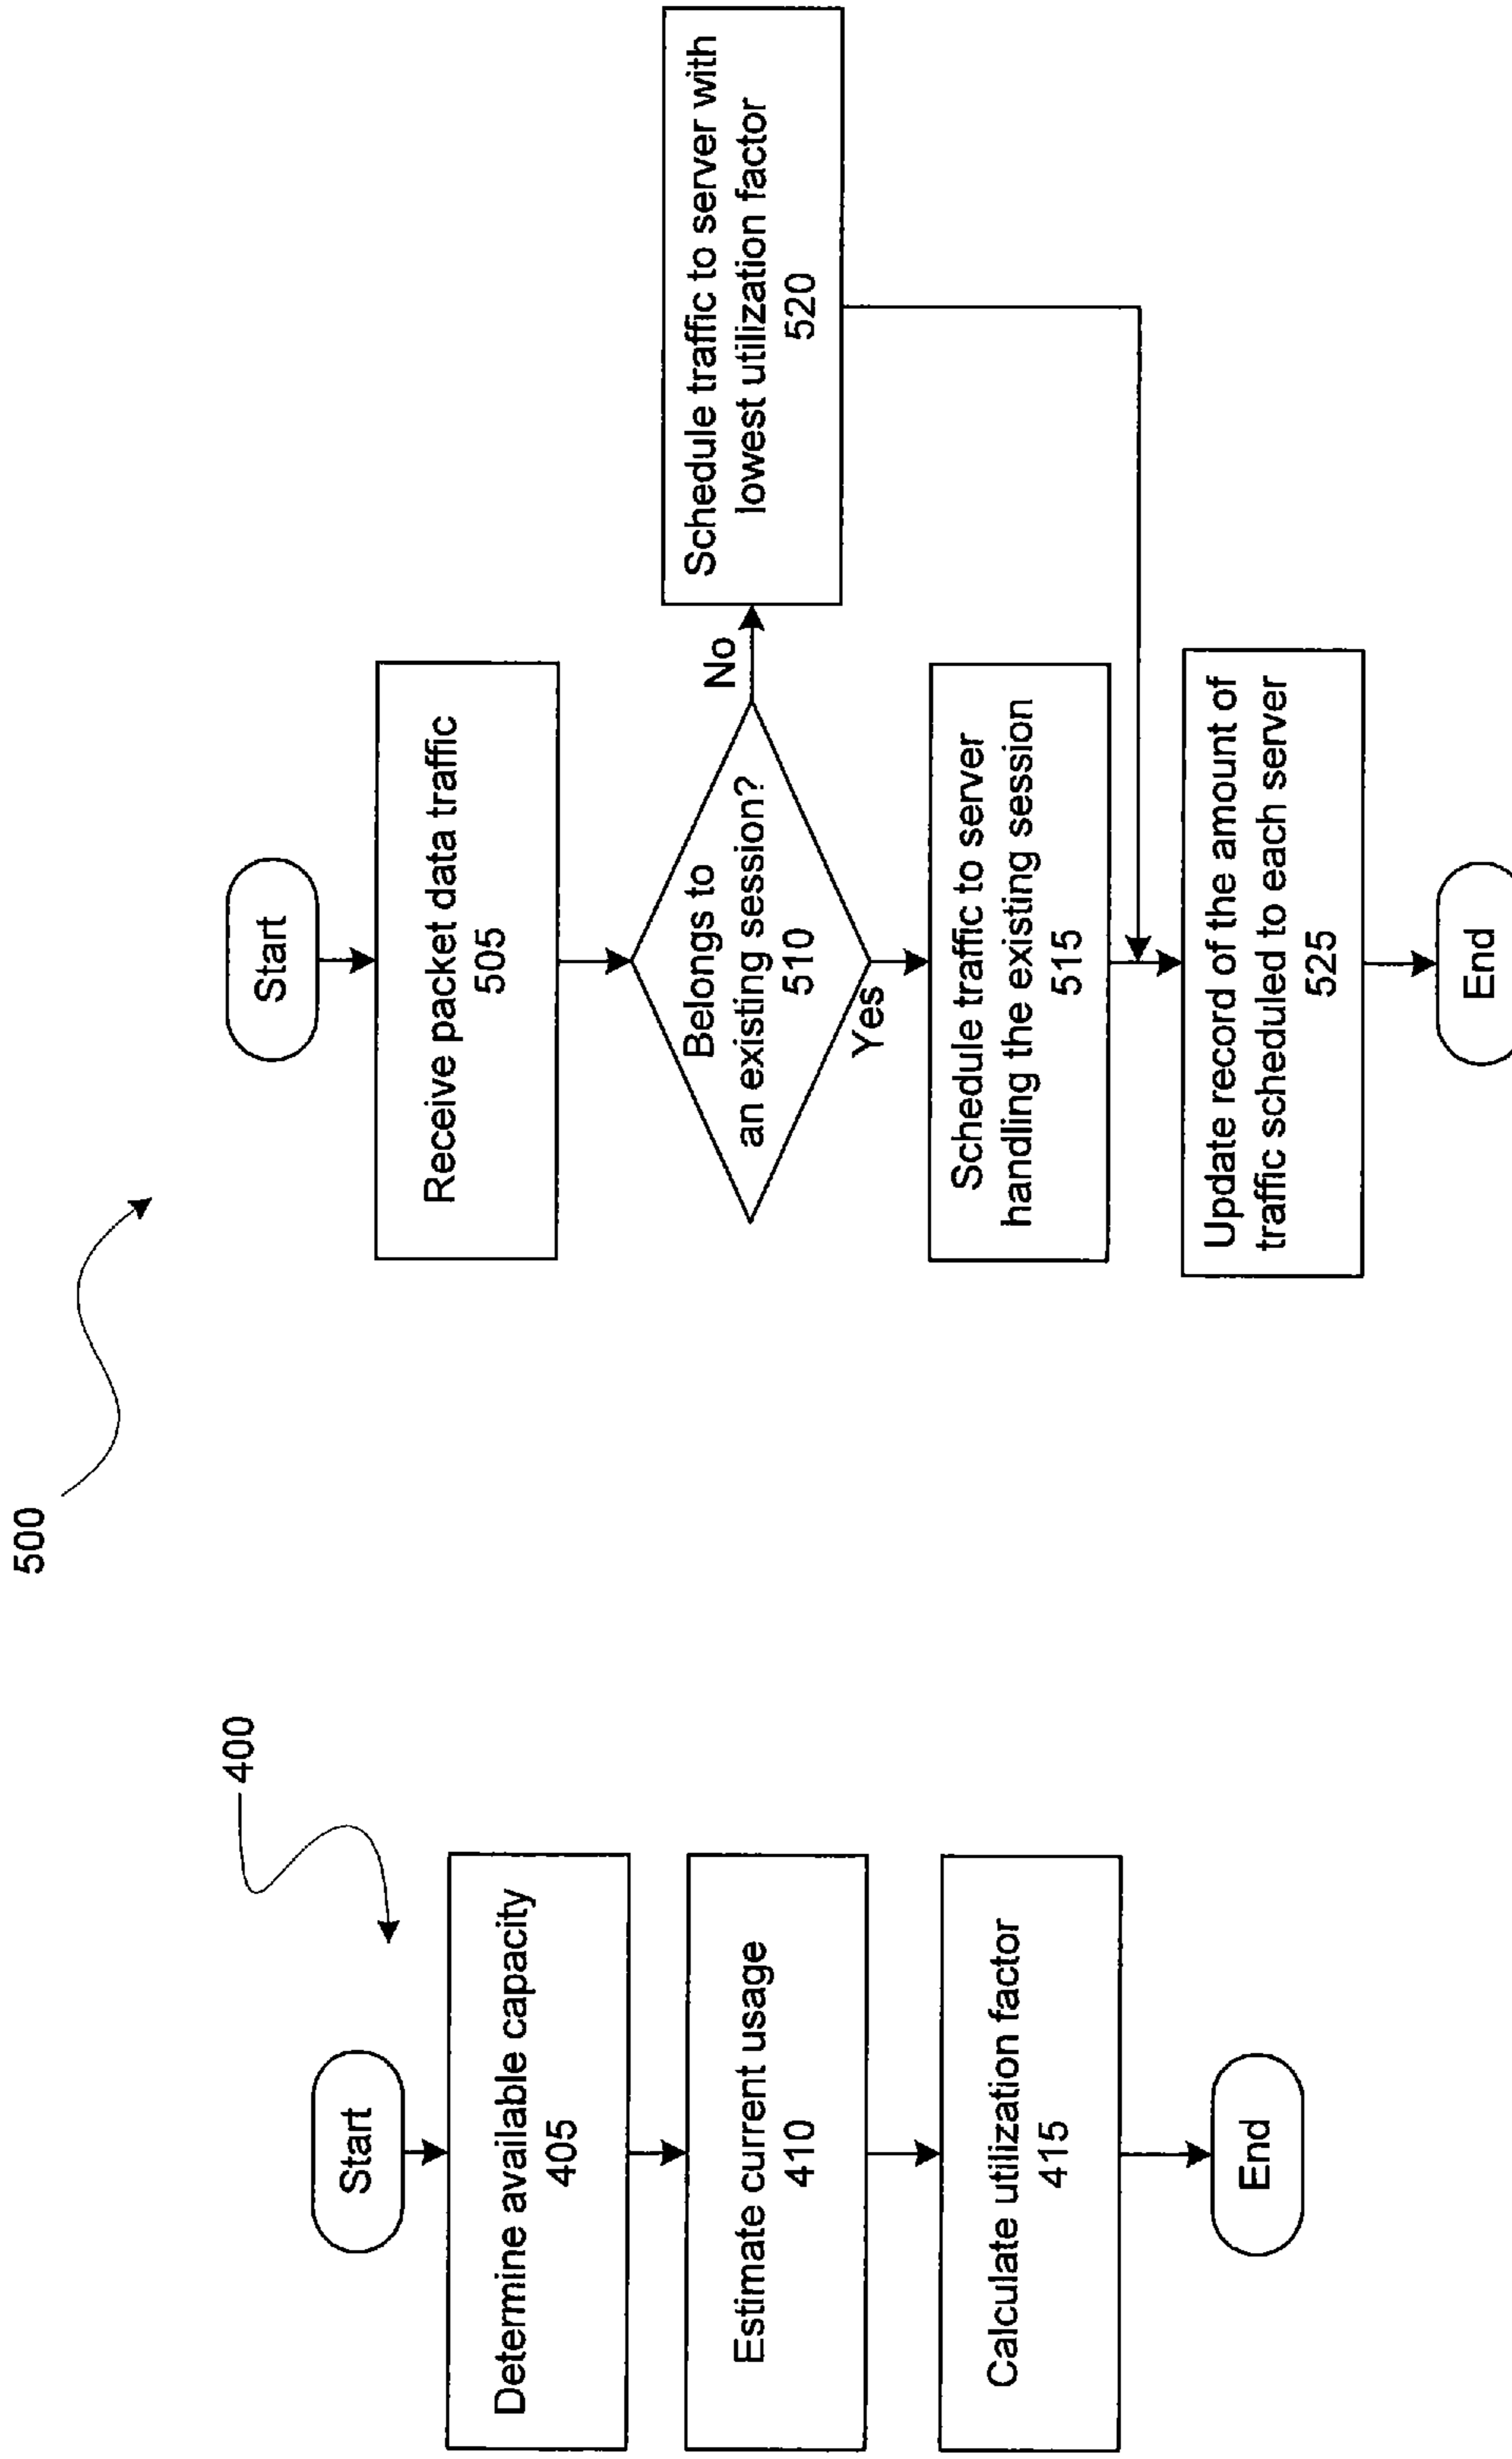 400
Start
Determine available capacity
405
Estimate current usage
410
Calculate utilization factor
415
End
500
Start
Receive packet data traffic
505
Belongs to
an existing session?
510
No
Yes
Schedule traffic to server with
lowest utilization factor
520
Schedule traffic to server
handling the existing session
515
Update record of the amount of
traffic scheduled to each server
525
End